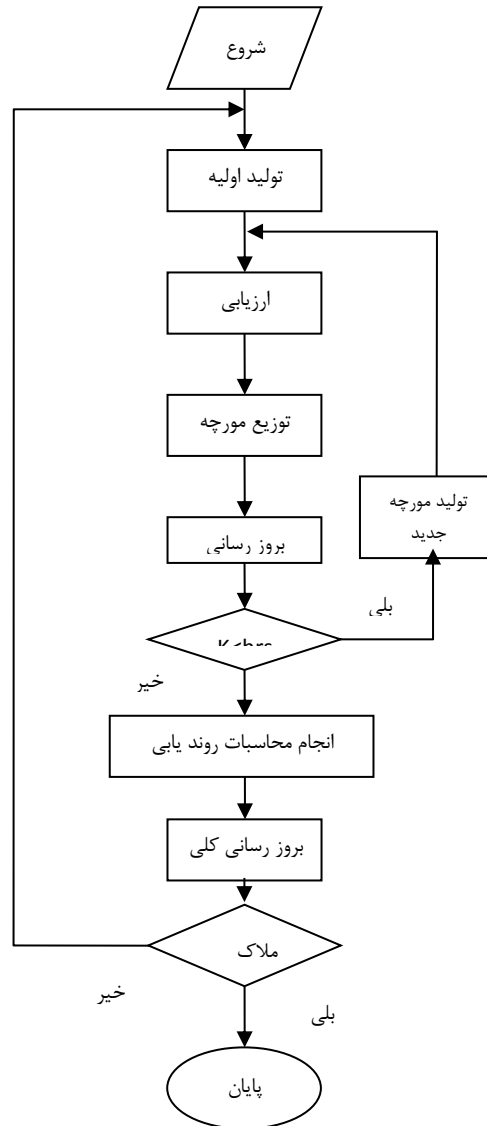 شروع
تولید اولیه
ارزیابی
توزیع مورچه
تولید مورچه
جدید
بروز رسانی
بلی
خیر
انجام محاسبات روند یابی
بروز رسانی کلی
ملاک
خیر
بلی
پایان